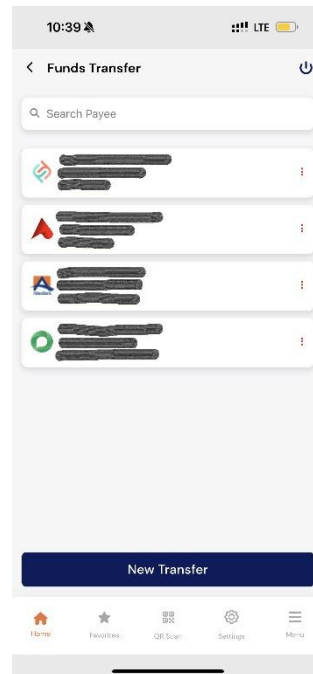 10:39
LTE
Funds Transfer
Search Payee
New Transfer
Home
Favorites
QR Scan
Settings
Menu